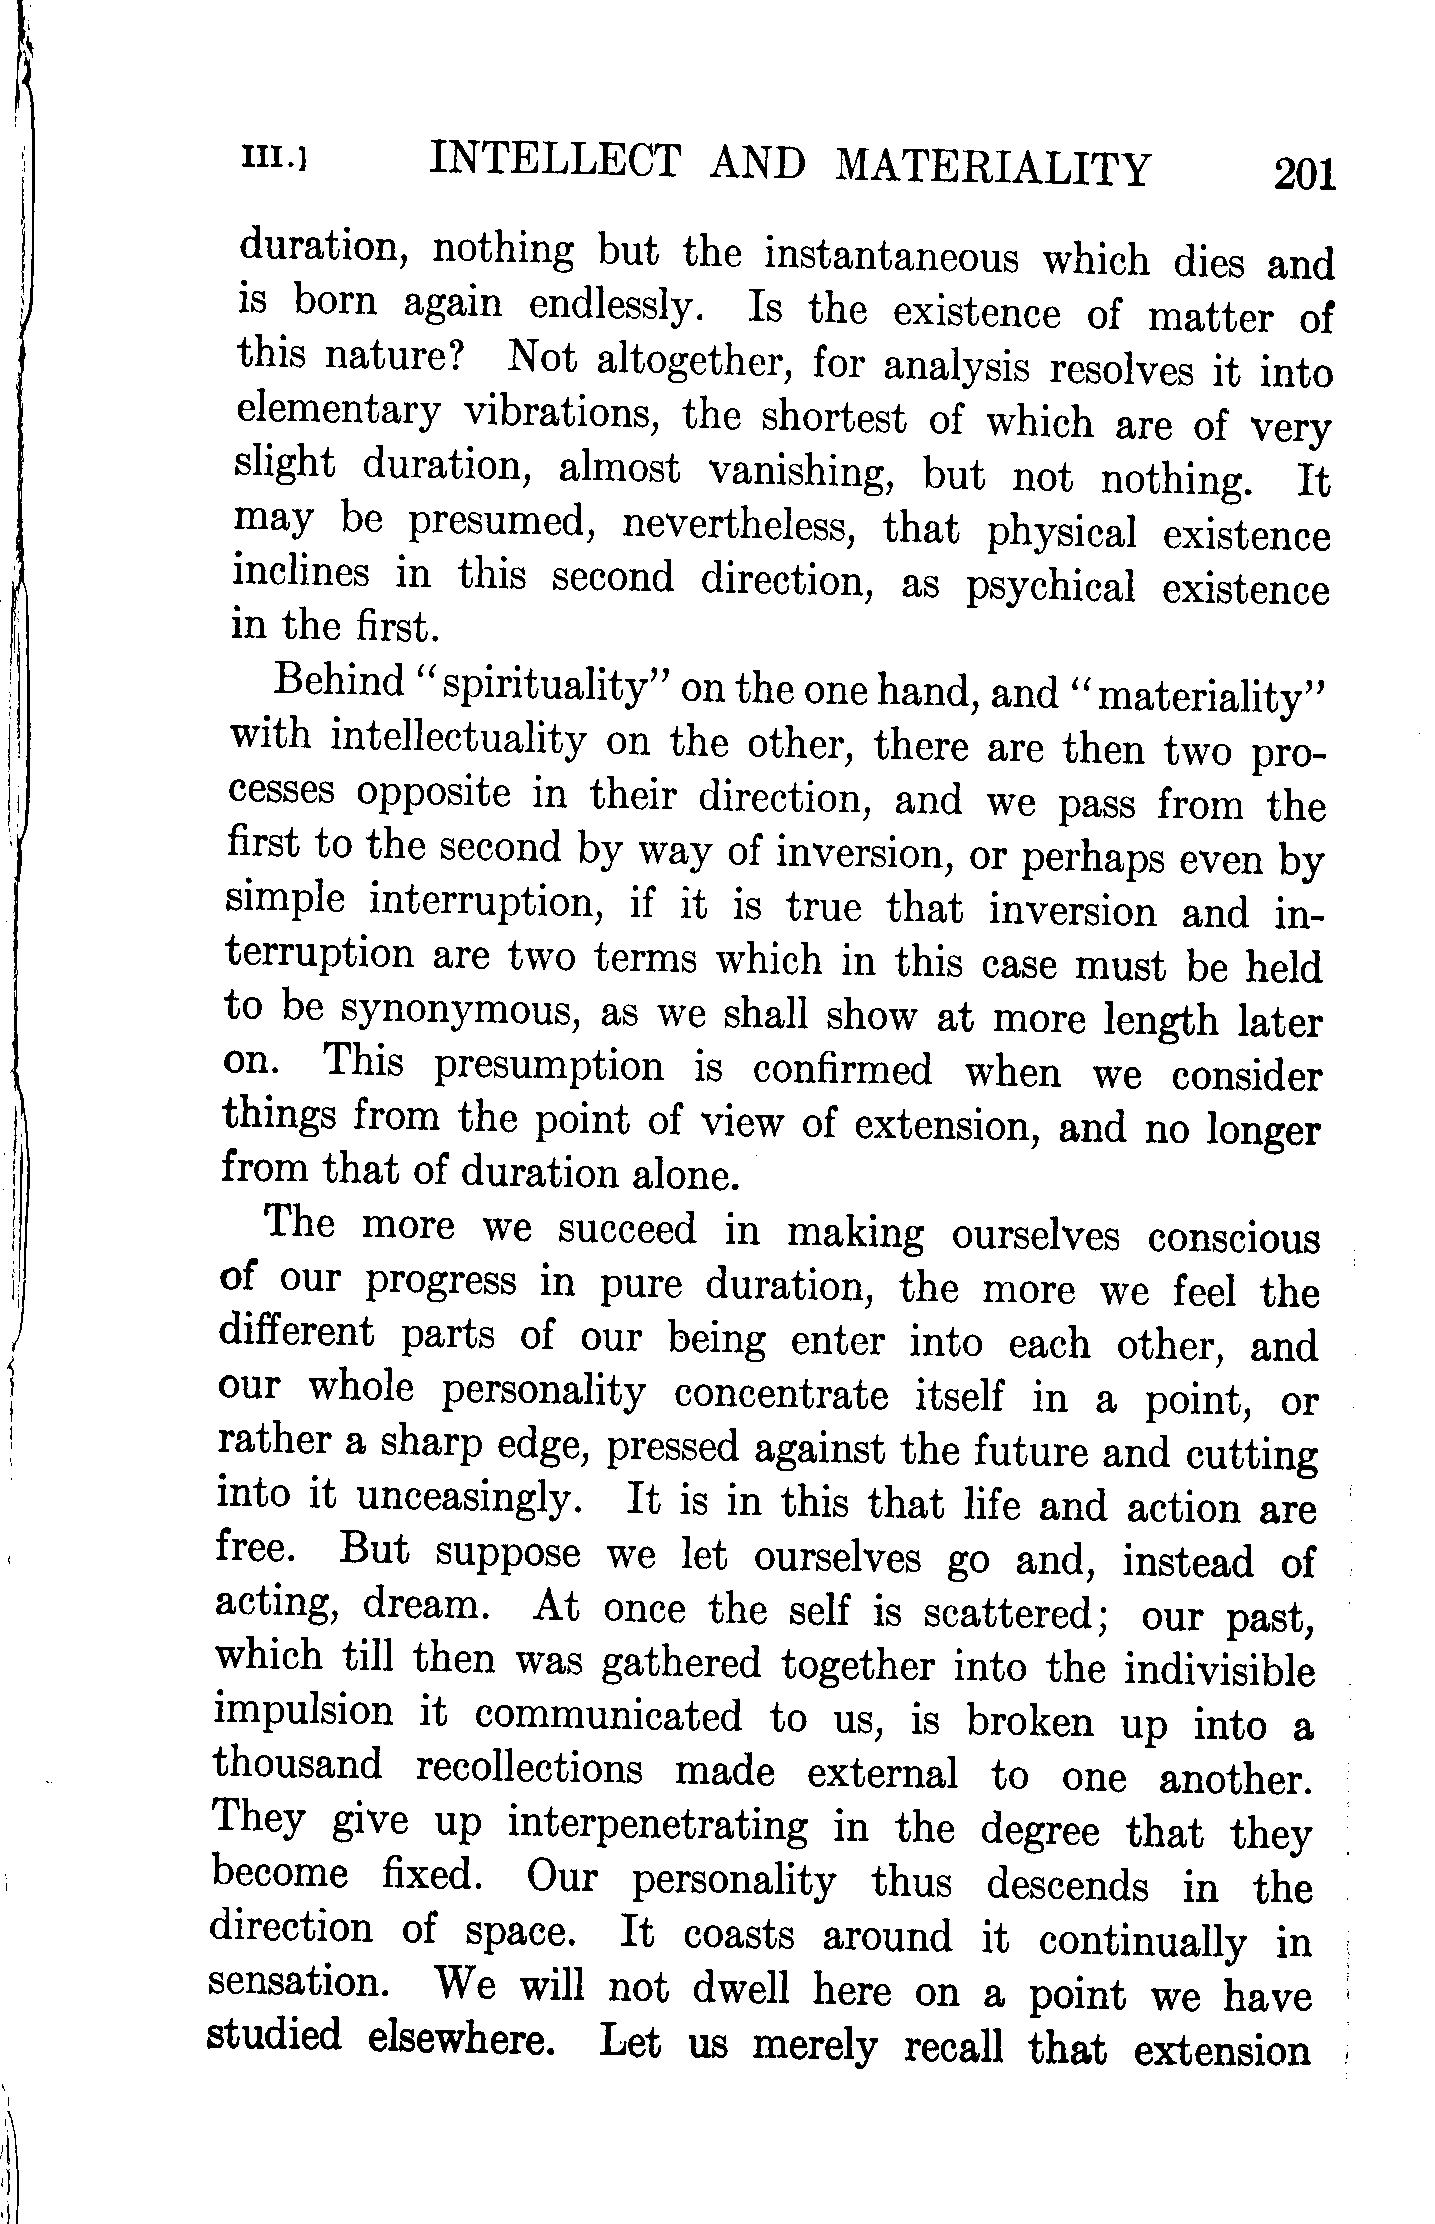 III.] INTELLECT AND MATERIALITY 201
duration, nothing but the instantaneous which dies and
is born again endlessly. Is the existence of matter of
this nature? Not altogether, for analysis resolves it into
elementary vibrations, the shortest of which are of very
slight duration, almost vanishing, but not nothing. It
may be presumed, nevertheless, that physical existence
inclines in this second direction, as psychical existence
in the first.
Behind "spirituality" on the one hand, and "materiality"
with intellectuality on the other, there are then two pro-
cesses opposite in their direction, and we pass from the
first to the second by way of inversion, or perhaps even by
simple interruption, if it is true that inversion and in-
terruption are two terms which in this case must be held
to be synonymous, as we shall show at more length later
on. This presumption is confirmed when we consider
things from the point of view of extension, and no longer
from that of duration alone.
The more we succeed in making ourselves conscious
of our progress in pure duration, the more we feel the
different parts of our being enter into each other, and
our whole personality concentrate itself in a point, or
rather a sharp edge, pressed against the future and cutting
into it unceasingly. It is in this that life and action are
free. But suppose we let ourselves go and, instead of
acting, dream. At once the self is scattered; our past,
which till then was gathered together into the indivisible
impulsion it communicated to us, is broken up into a
thousand recollections made external to one another.
They give up interpenetrating in the degree that they
become fixed. Our personality thus descends in the
direction of space. It coasts around it continually in
sensation. We will not dwell here on a point we have
studied elsewhere. Let us merely recall that extension